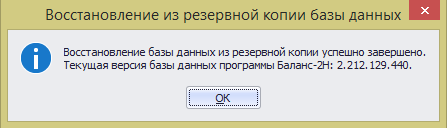 Восстановление из резервной копии базы данных
Восстановление базы данных из резервной копии успешно завершено.
Текущая версия базы данных программы Баланс-2Н: 2.212.129.440.
OK